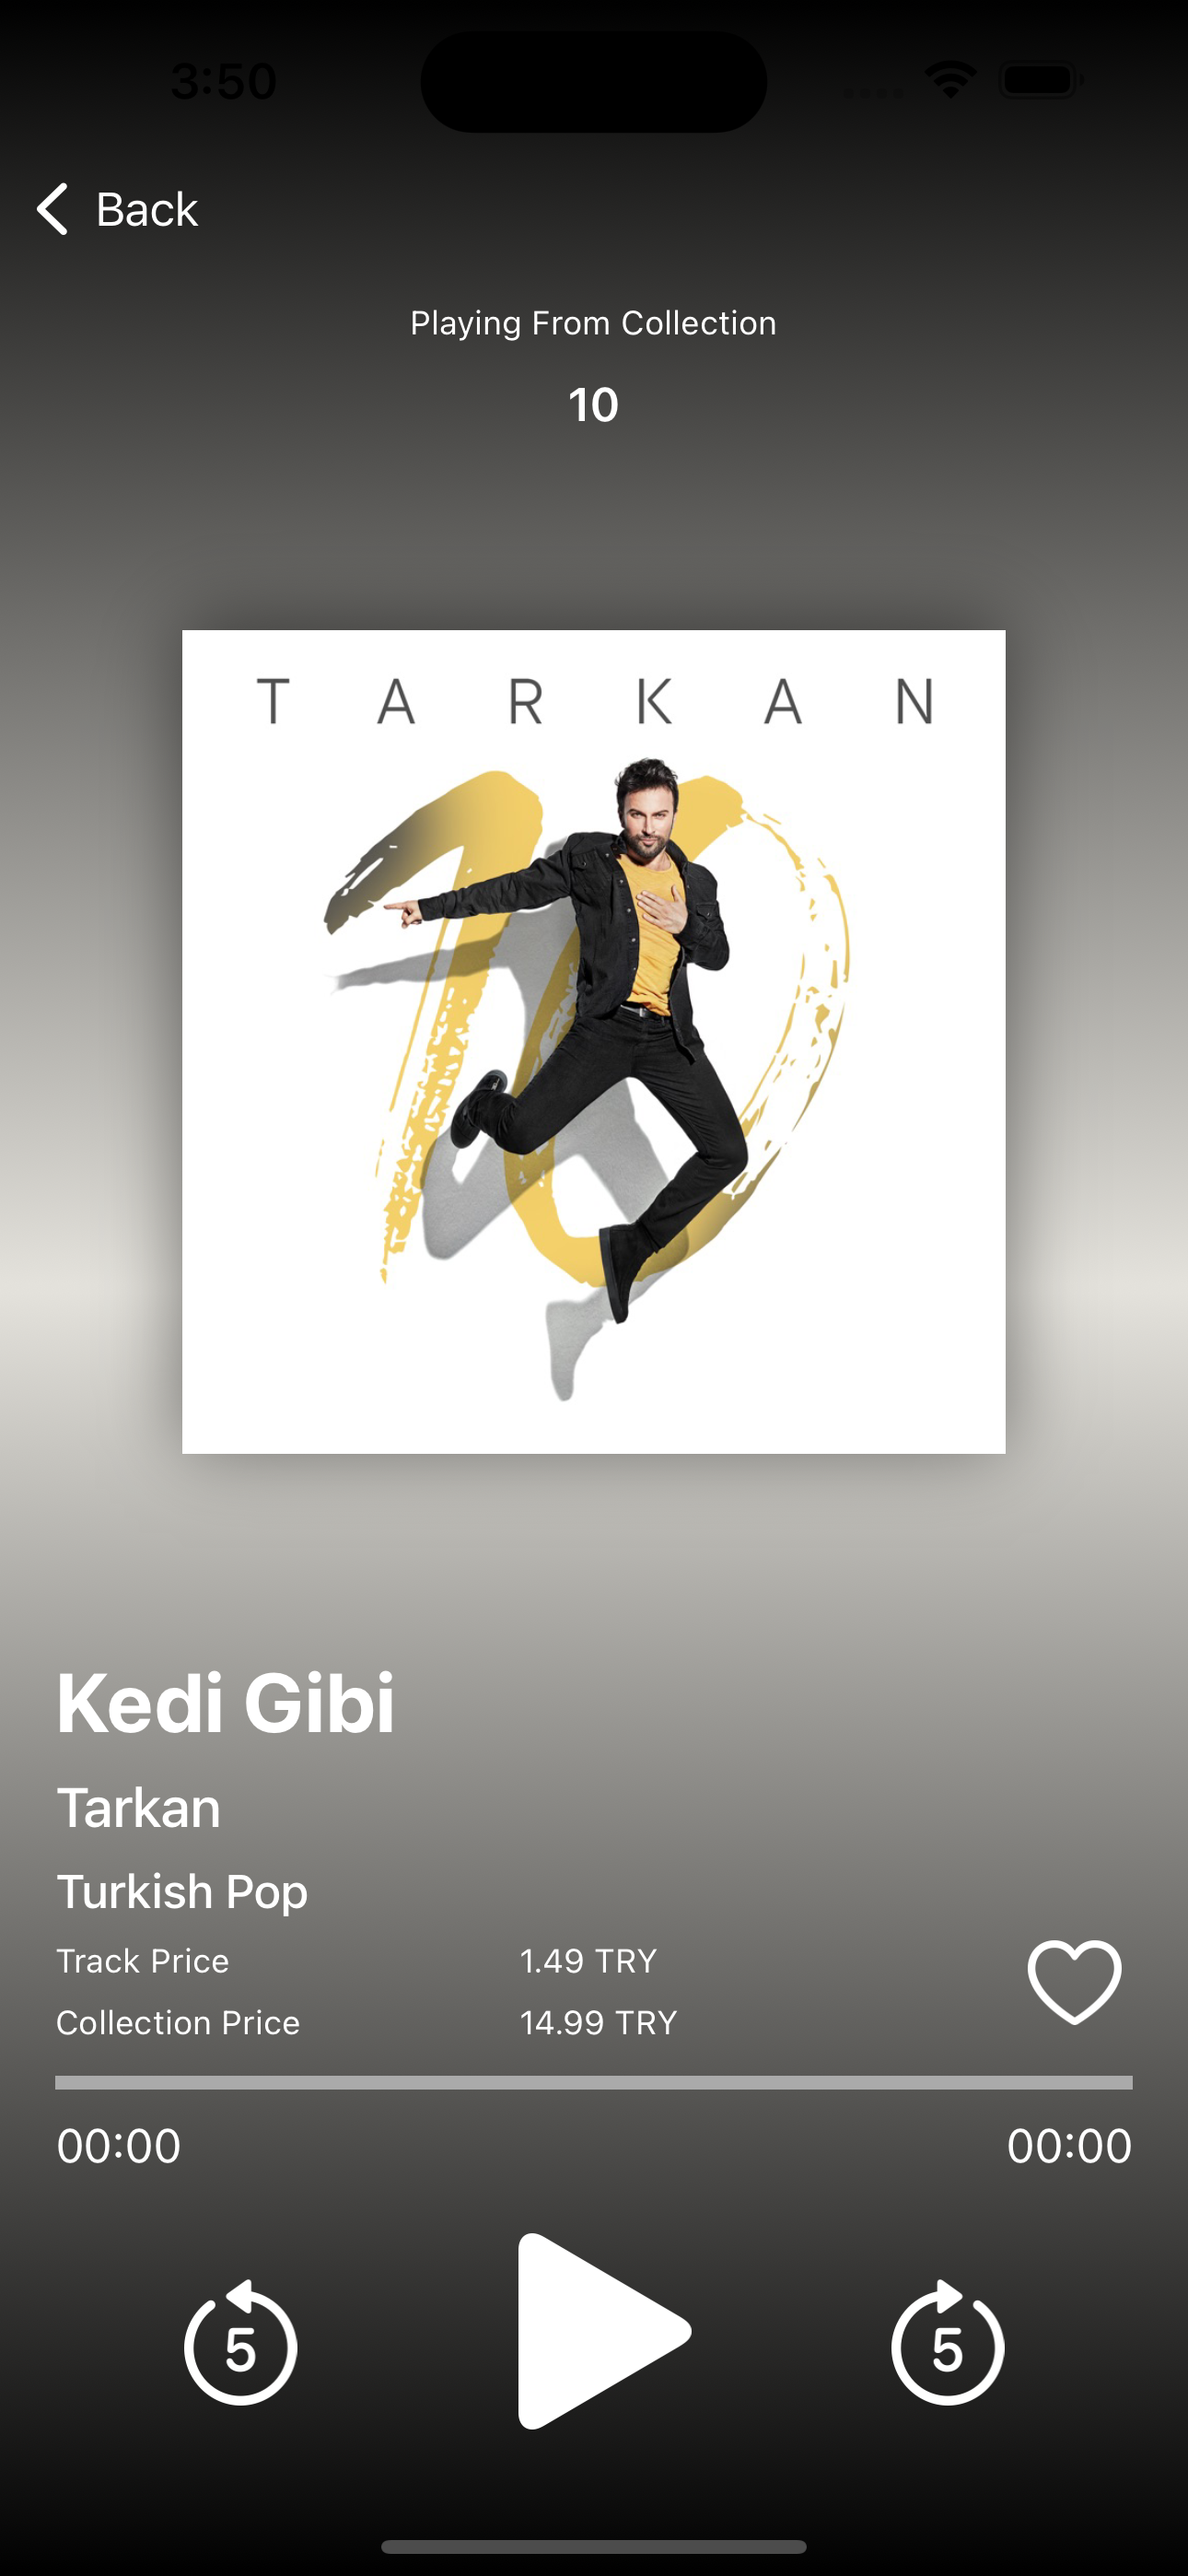 3:50
Back
Playing From Collection
10
T A R K A N
10
Kedi Gibi
Tarkan
Turkish Pop
Track Price 1.49 TRY
Collection Price 14.99 TRY
00:00 00:00
5 5